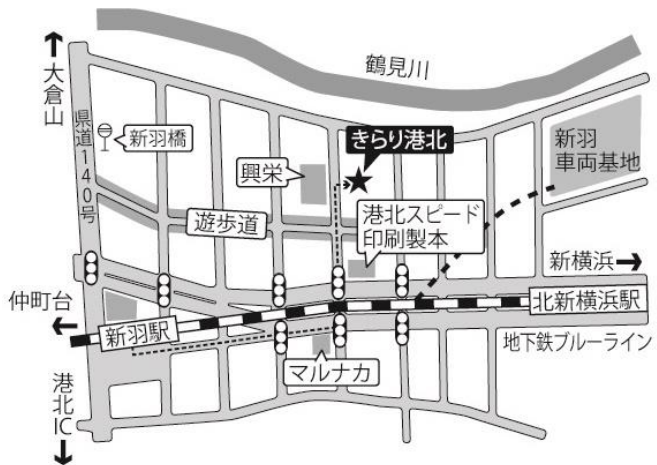 鶴見川
大倉山
県道140号
新羽橋
きらり港北
興栄
新羽
車両基地
遊歩道
港北スピード
印刷製本
新横浜
仲町台
北新横浜駅
新羽駅
地下鉄ブルーライン
マルナカ
港北IC